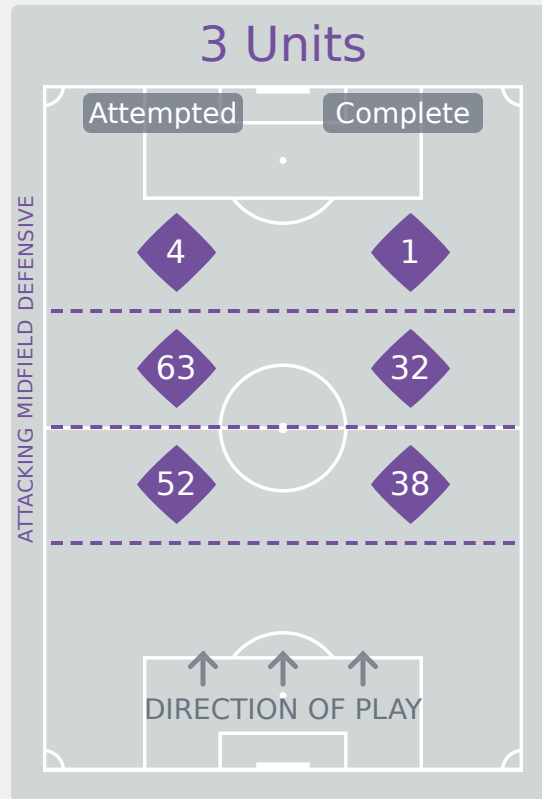 3 Units
Attempted Complete
4 1
63 32
52 38
ATTACKING MIDFIELD DEFENSIVE
DIRECTION OF PLAY